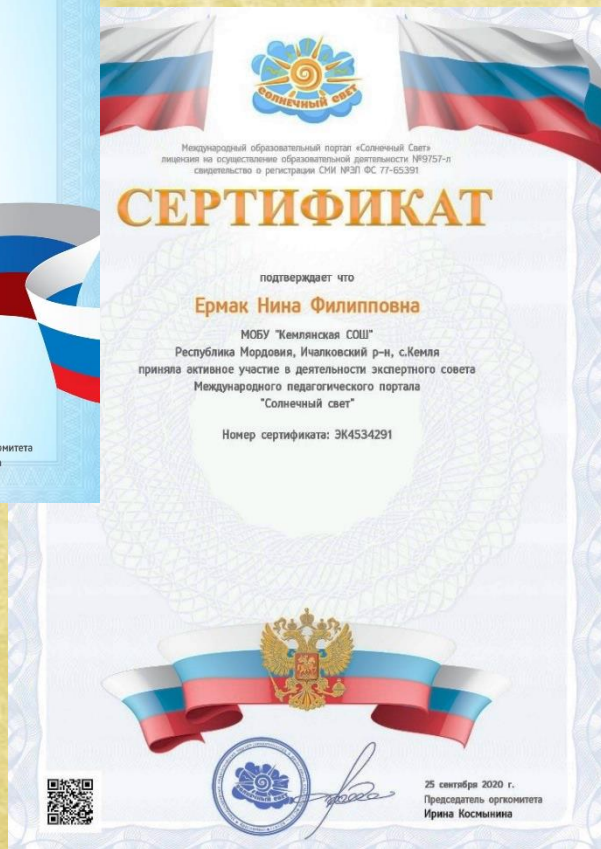 омитета
СОЛНЕЧНЫЙ СВЕТ
Международный образовательный портал «Солнечный Свет»
лицензия на осуществление образовательной деятельности №9757-л
свидетельство о регистрации СМИ №ЭЛ ФС 77-65391
СЕРТИФИКАТ
подтверждает что
Ермак Нина Филипповна
МОБУ "Кемлянская СОШ"
Республика Мордовия, Ичалковский р-н, с.Кемля
приняла активное участие в деятельности экспертного совета
Международного педагогического портала
"Солнечный свет"
Номер сертификата: ЭК4534291
25 сентября 2020 г.
Председатель оргкомитета
Ирина Космынина